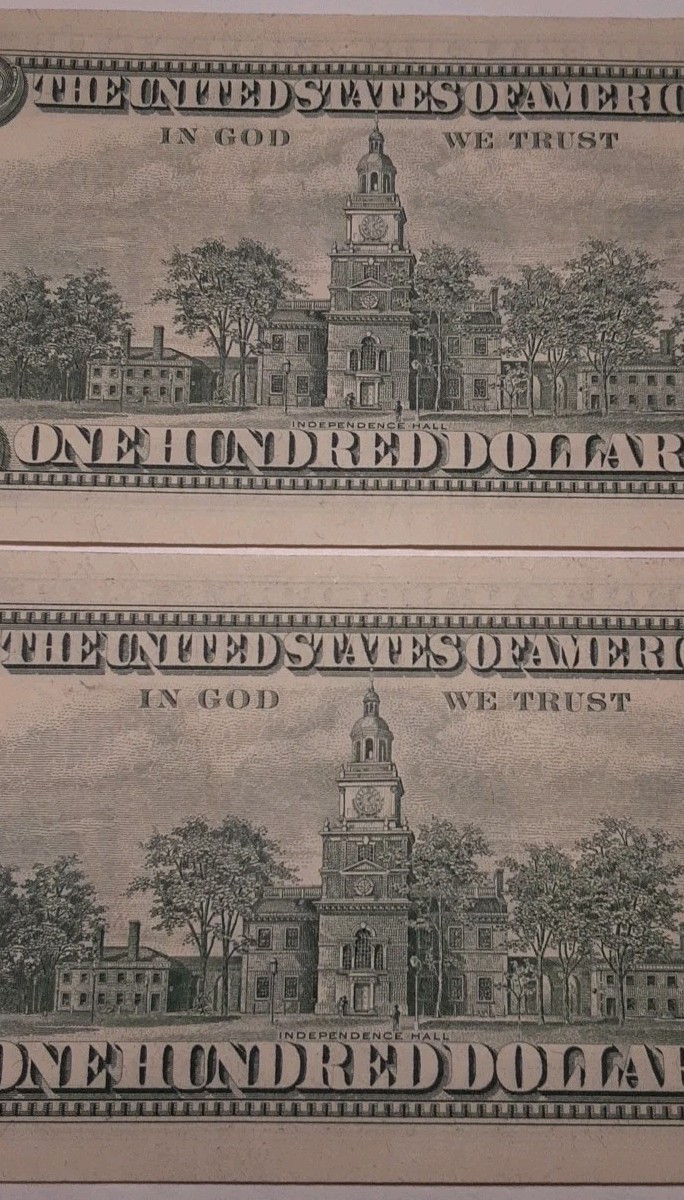 THE UNITED STATES OF AMERIC
IN GOD WE TRUST
INDEPENDENCE HALL
ONE HUNDRED DOLLAR
THE UNITED STATES OF AMERIC
IN GOD WE TRUST
INDEPENDENCE HALL
ONE HUNDRED DOLLAR